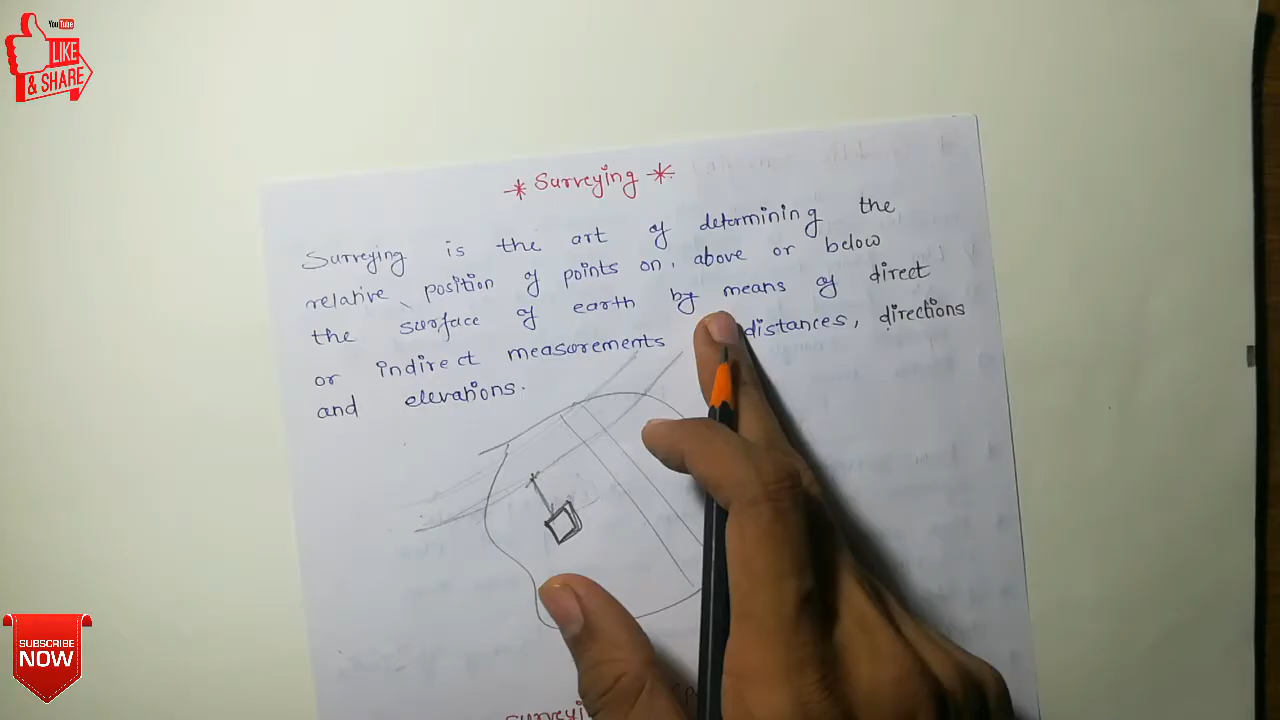 YouTube
LIKE
& SHARE
* Surveying *
Surveying is the art of determining the
relative position of points on, above or below
the surface of earth by means of direct
or indirect measurements distances, directions
and elevations.
SUBSCRIBE
NOW